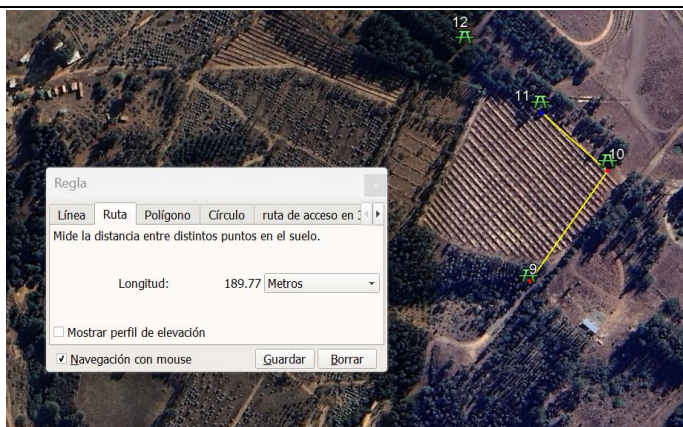 12
11
10
9
Regla
Línea Ruta Polígono Círculo ruta de acceso en
Mide la distancia entre distintos puntos en el suelo.
Longitud: 189.77 Metros
Mostrar perfil de elevación
Navegación con mouse Guardar Borrar